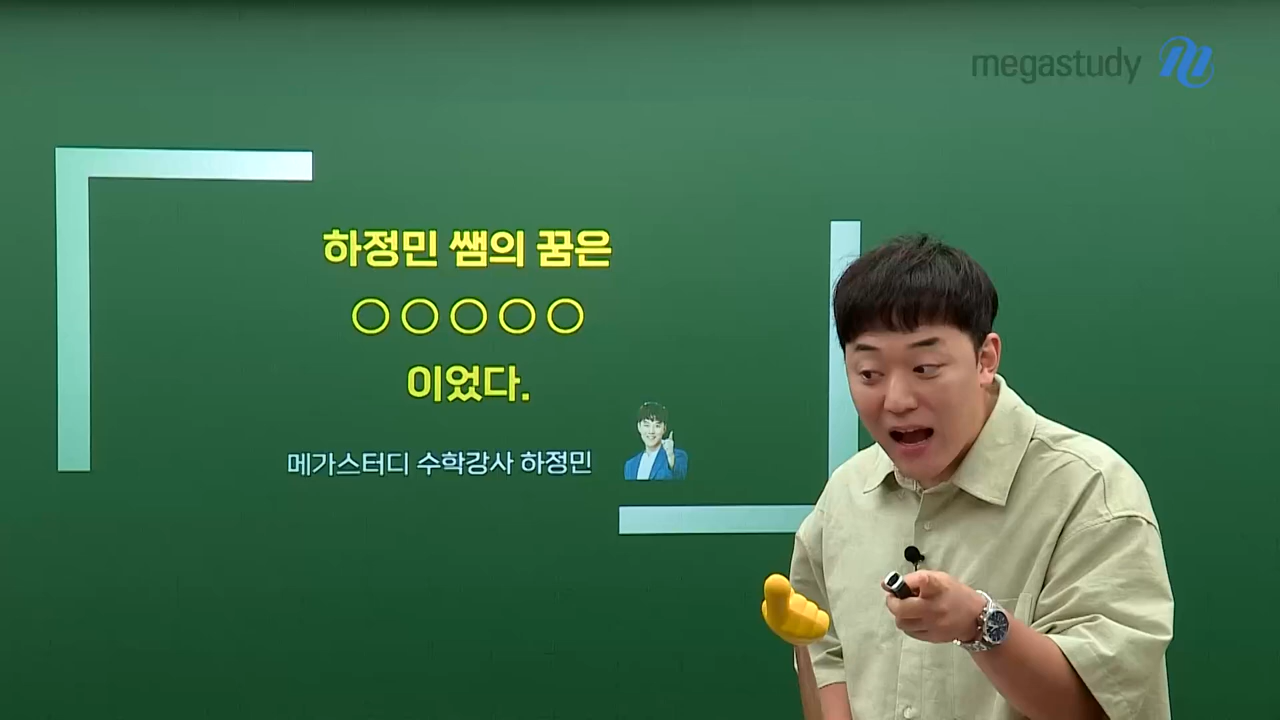 megastudy
하정민 쌤의 꿈은
○○○○○
이었다.
메가스터디 수학강사 하정민